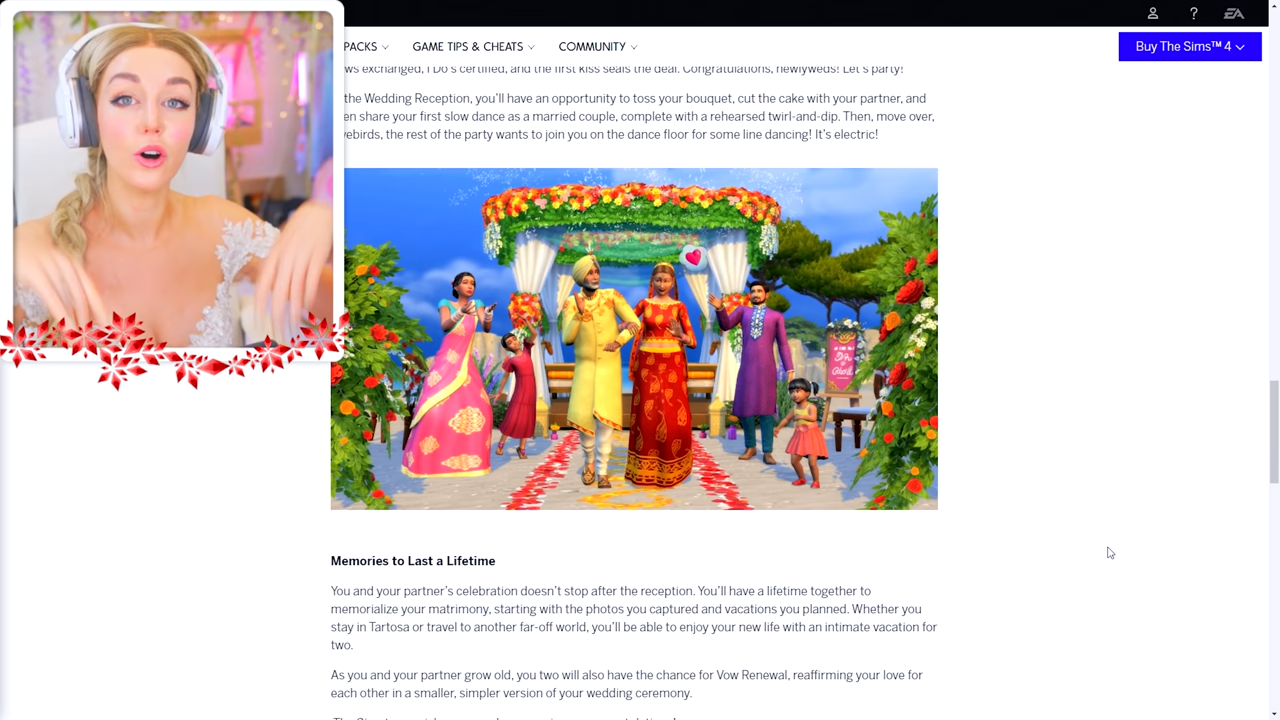 EA
PACKS
GAME TIPS & CHEATS
COMMUNITY
Buy The Sims™ 4
ws exchanged, I Do's certified, and the first kiss seals the deal. Congratulations, newlyweds! Let's party!
the Wedding Reception, you'll have an opportunity to toss your bouquet, cut the cake with your partner, and
en share your first slow dance as a married couple, complete with a rehearsed twirl-and-dip. Then, move over,
ebirds, the rest of the party wants to join you on the dance floor for some line dancing! It's electric!
Memories to Last a Lifetime
You and your partner's celebration doesn't stop after the reception. You'll have a lifetime together to
memorialize your matrimony, starting with the photos you captured and vacations you planned. Whether you
stay in Tartosa or travel to another far-off world, you'll be able to enjoy your new life with an intimate vacation for
two.
As you and your partner grow old, you two will also have the chance for Vow Renewal, reaffirming your love for
each other in a smaller, simpler version of your wedding ceremony.